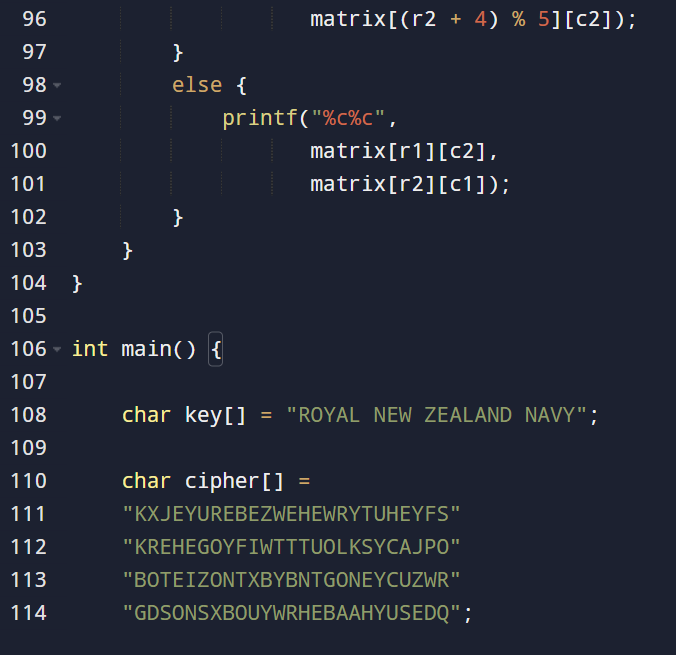 96 matrix[(r2 + 4) % 5][c2]);
97 }
98 else {
99 printf("%c%c",
100 matrix[r1][c2],
101 matrix[r2][c1]);
102 }
103 }
104 }
105
106 int main() {
107
108 char key[] = "ROYAL NEW ZEALAND NAVY";
109
110 char cipher[] =
111 "KXJEYUREBEZWEHEWRYTUHEYFS"
112 "KREHEGOYFIWTTTUOLKSYCAJPO"
113 "BOTEIZONTXBYBNTGONEYCUZWR"
114 "GDSONSXBOUYWRHEBAAHYUSEDQ";